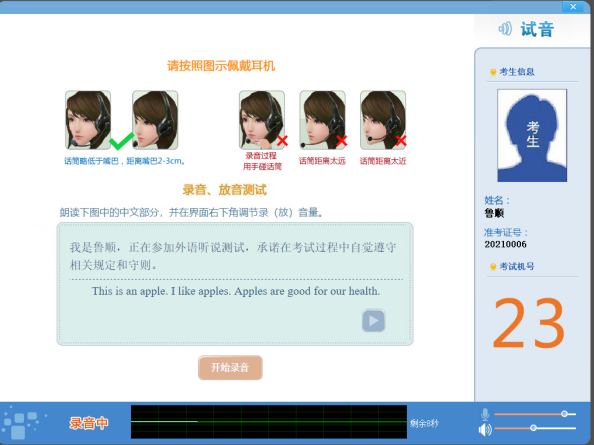 试音
请按照图示佩戴耳机
话筒略低于嘴巴，距离嘴巴2-3cm。
录音过程
用手碰话筒
话筒距离太远
话筒距离太近
录音、放音测试
朗读下图中的中文部分，并在界面右下角调节录（放）音量。
我是鲁顺，正在参加外语听说测试，承诺在考试过程中自觉遵守
相关规定和守则。
This is an apple. I like apples. Apples are good for our health.
开始录音
考生信息
考
生
姓名：
鲁顺
准考证号：
20210006
考试机号
23
录音中
剩余8秒